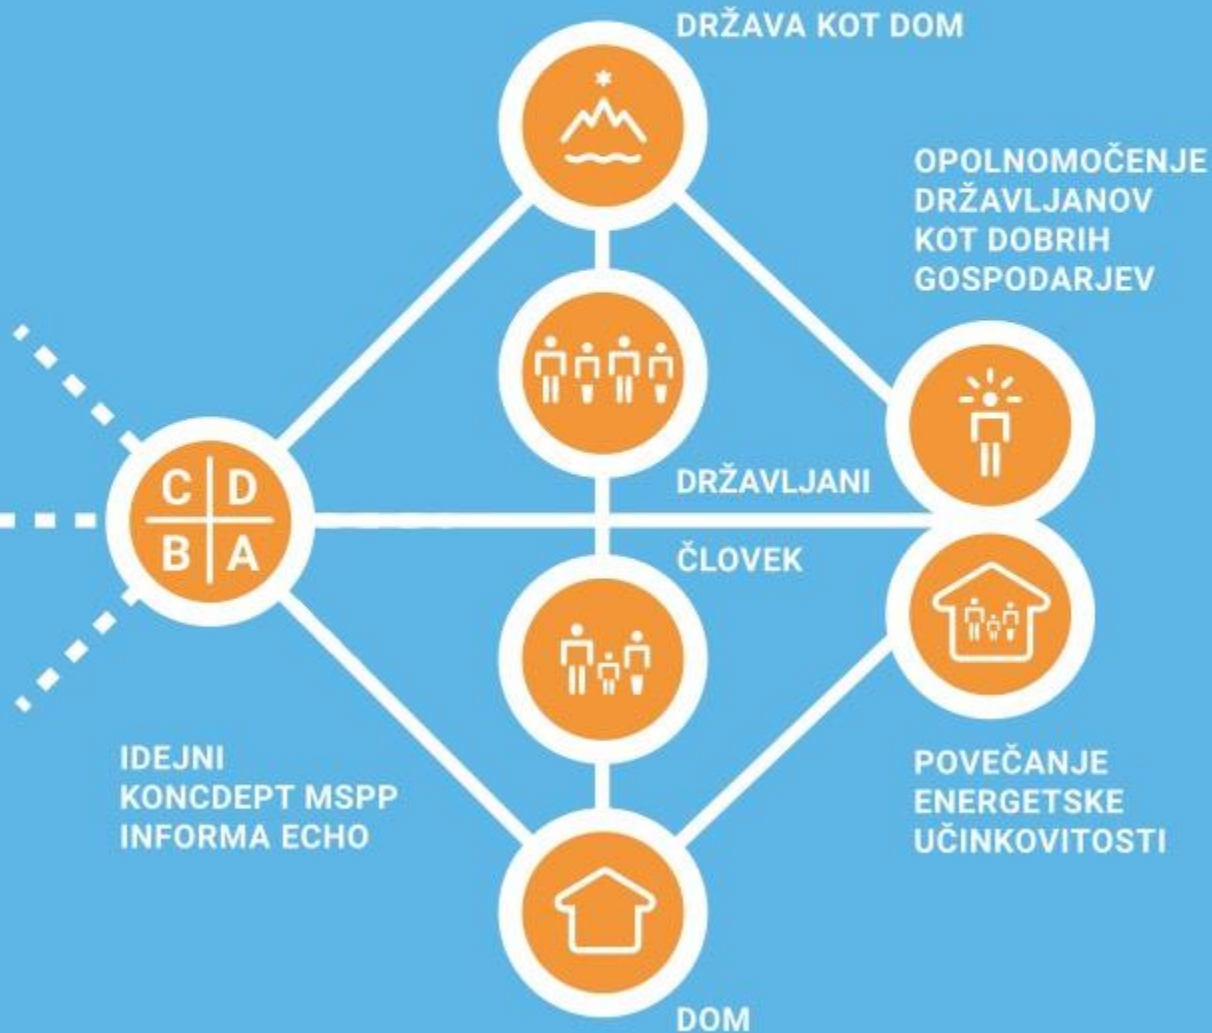 DRŽAVA KOT DOM
OPOLNOMOČENJE
DRŽAVLJANOV
KOT DOBRIH
GOSPODARJEV
C D
B A
DRŽAVLJANI
ČLOVEK
IDEJNI
KONCDEPT MSPP
INFORMA ECHO
POVEČANJE
ENERGETSKE
UČINKOVITOSTI
DOM